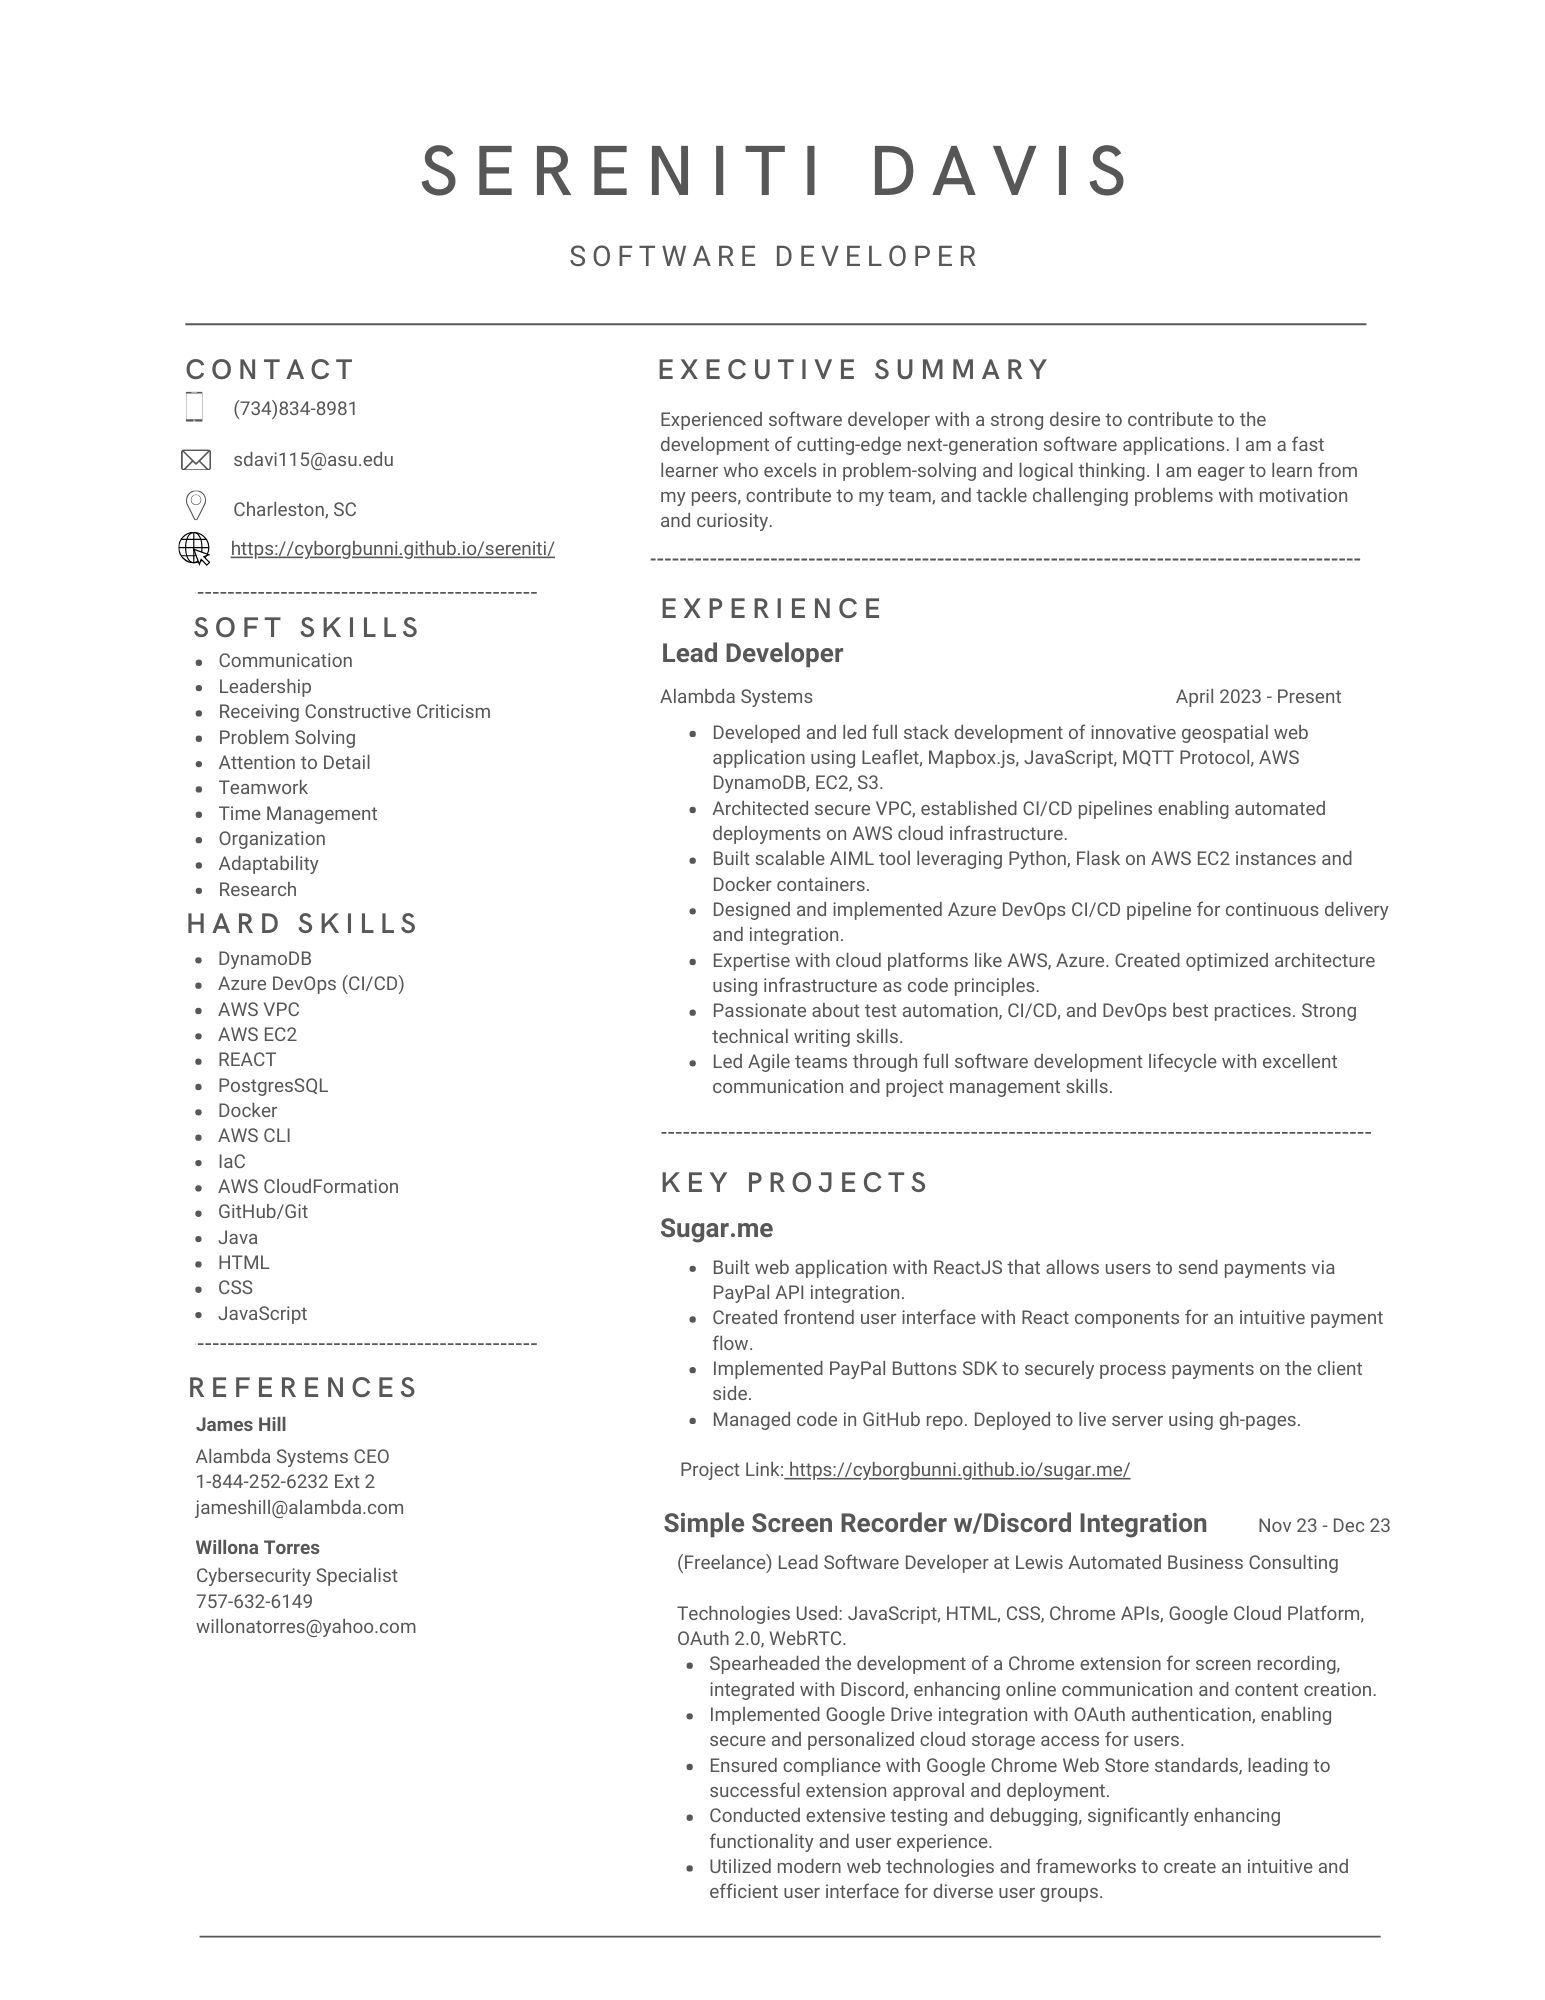 SERENITI DAVIS
SOFTWARE DEVELOPER
CONTACT
(734)834-8981
sdavi115@asu.edu
Charleston, SC
https://cyborgbunni.github.io/sereniti/
---------------------------------------------
SOFT SKILLS
• Communication
• Leadership
• Receiving Constructive Criticism
• Problem Solving
• Attention to Detail
• Teamwork
• Time Management
• Organization
• Adaptability
• Research
HARD SKILLS
• DynamoDB
• Azure DevOps (CI/CD)
• AWS VPC
• AWS EC2
• REACT
• PostgresSQL
• Docker
• AWS CLI
• IaC
• AWS CloudFormation
• GitHub/Git
• Java
• HTML
• CSS
• JavaScript
---------------------------------------------
REFERENCES
James Hill
Alambda Systems CEO
1-844-252-6232 Ext 2
jameshill@alambda.com
Willona Torres
Cybersecurity Specialist
757-632-6149
willonatorres@yahoo.com
EXECUTIVE SUMMARY
Experienced software developer with a strong desire to contribute to the
development of cutting-edge next-generation software applications. I am a fast
learner who excels in problem-solving and logical thinking. I am eager to learn from
my peers, contribute to my team, and tackle challenging problems with motivation
and curiosity.
----------------------------------------------------------------------------------------------
EXPERIENCE
Lead Developer
Alambda Systems April 2023 - Present
• Developed and led full stack development of innovative geospatial web
application using Leaflet, Mapbox.js, JavaScript, MQTT Protocol, AWS
DynamoDB, EC2, S3.
• Architected secure VPC, established CI/CD pipelines enabling automated
deployments on AWS cloud infrastructure.
• Built scalable AIML tool leveraging Python, Flask on AWS EC2 instances and
Docker containers.
• Designed and implemented Azure DevOps CI/CD pipeline for continuous delivery
and integration.
• Expertise with cloud platforms like AWS, Azure. Created optimized architecture
using infrastructure as code principles.
• Passionate about test automation, CI/CD, and DevOps best practices. Strong
technical writing skills.
• Led Agile teams through full software development lifecycle with excellent
communication and project management skills.
----------------------------------------------------------------------------------------------
KEY PROJECTS
Sugar.me
• Built web application with ReactJS that allows users to send payments via
PayPal API integration.
• Created frontend user interface with React components for an intuitive payment
flow.
• Implemented PayPal Buttons SDK to securely process payments on the client
side.
• Managed code in GitHub repo. Deployed to live server using gh-pages.
Project Link: https://cyborgbunni.github.io/sugar.me/
Simple Screen Recorder w/Discord Integration Nov 23 - Dec 23
(Freelance) Lead Software Developer at Lewis Automated Business Consulting
Technologies Used: JavaScript, HTML, CSS, Chrome APIs, Google Cloud Platform,
OAuth 2.0, WebRTC.
• Spearheaded the development of a Chrome extension for screen recording,
integrated with Discord, enhancing online communication and content creation.
• Implemented Google Drive integration with OAuth authentication, enabling
secure and personalized cloud storage access for users.
• Ensured compliance with Google Chrome Web Store standards, leading to
successful extension approval and deployment.
• Conducted extensive testing and debugging, significantly enhancing
functionality and user experience.
• Utilized modern web technologies and frameworks to create an intuitive and
efficient user interface for diverse user groups.